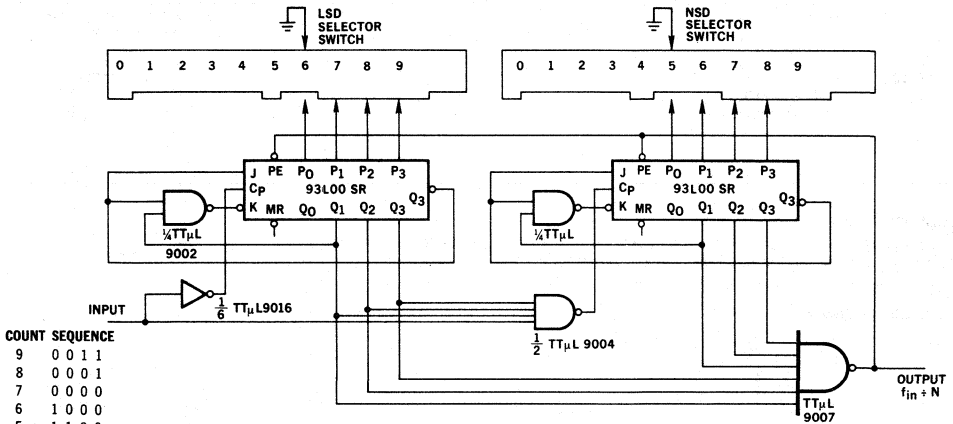 LSD
SELECTOR
SWITCH
NSD
SELECTOR
SWITCH
0 1 2 3 4 5 6 7 8 9
0 1 2 3 4 5 6 7 8 9
J PE P0 P1 P2 P3
CP 93L00 SR Q3
K MR Q0 Q1 Q2 Q3
J PE P0 P1 P2 P3
CP 93L00 SR Q3
K MR Q0 Q1 Q2 Q3
¼TTμL
9002
¼TTμL
INPUT
1/6 TTμL9016
1/2 TTμL 9004
OUTPUT
fin ÷ N
TTμL
9007
COUNT SEQUENCE
9 0 0 1 1
8 0 0 0 1
7 0 0 0 0
6 1 0 0 0